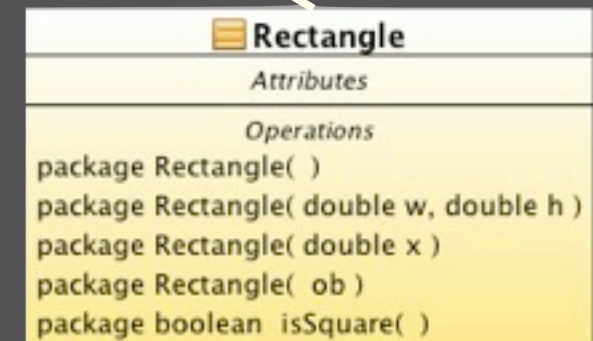 Rectangle
Attributes
Operations
package Rectangle( )
package Rectangle( double w, double h )
package Rectangle( double x )
package Rectangle( ob )
package boolean isSquare( )